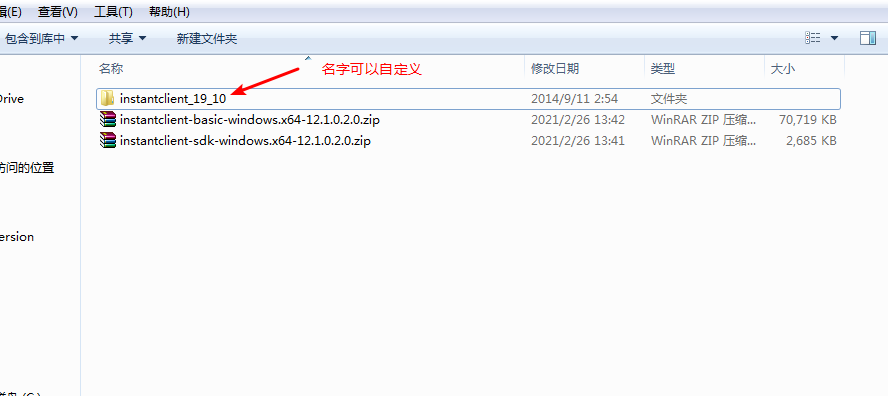 辑(E) 查看(V) 工具(T) 帮助(H)
包含到库中 共享 新建文件夹
名称 修改日期 类型 大小
名字可以自定义
instantclient_19_10 2014/9/11 2:54 文件夹
instantclient-basic-windows.x64-12.1.0.2.0.zip 2021/2/26 13:42 WinRAR ZIP 压缩... 70,719 KB
instantclient-sdk-windows.x64-12.1.0.2.0.zip 2021/2/26 13:41 WinRAR ZIP 压缩... 2,685 KB
Drive
访问的位置
ersion